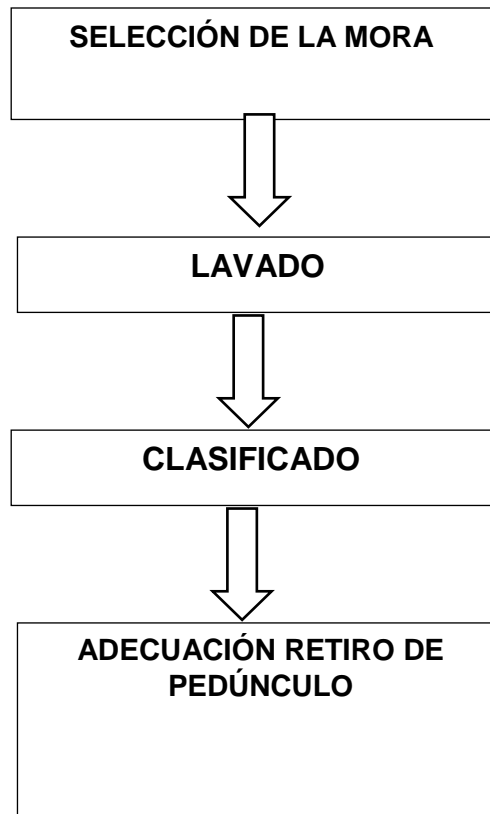 SELECCIÓN DE LA MORA
LAVADO
CLASIFICADO
ADECUACIÓN RETIRO DE
PEDÚNCULO